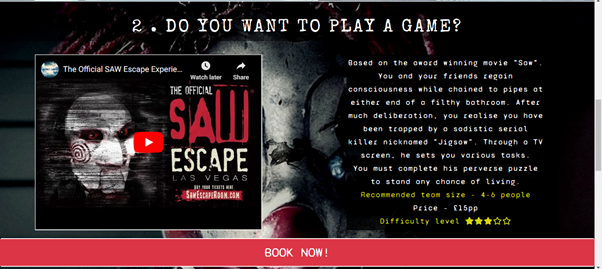 2 . DO YOU WANT TO PLAY A GAME?
The Official SAW Escape Experie...
Watch later
Share
THE OFFICIAL
SAW
ESCAPE
LAS VEGAS
BUY YOUR TICKETS HERE
SAWESCAPEROOM.COM
Based on the award winning movie "Saw".
You and your friends regain
consciousness while chained to pipes at
either end of a filthy bathroom. After
much deliberation, you realise you have
been trapped by a sadistic serial
killer nicknamed "Jigsaw". Through a TV
screen, he sets you various tasks.
You must complete his perverse puzzle
to stand any chance of living.
Recommended team size - 4-6 people
Price - £15pp
Difficulty level ★★★☆☆
BOOK NOW!